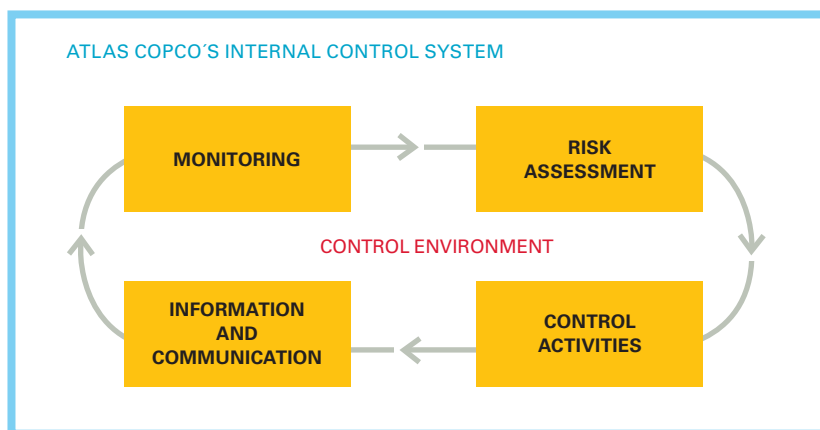 ATLAS COPCO´S INTERNAL CONTROL SYSTEM
MONITORING
RISK
ASSESSMENT
CONTROL ENVIRONMENT
INFORMATION
AND
COMMUNICATION
CONTROL
ACTIVITIES